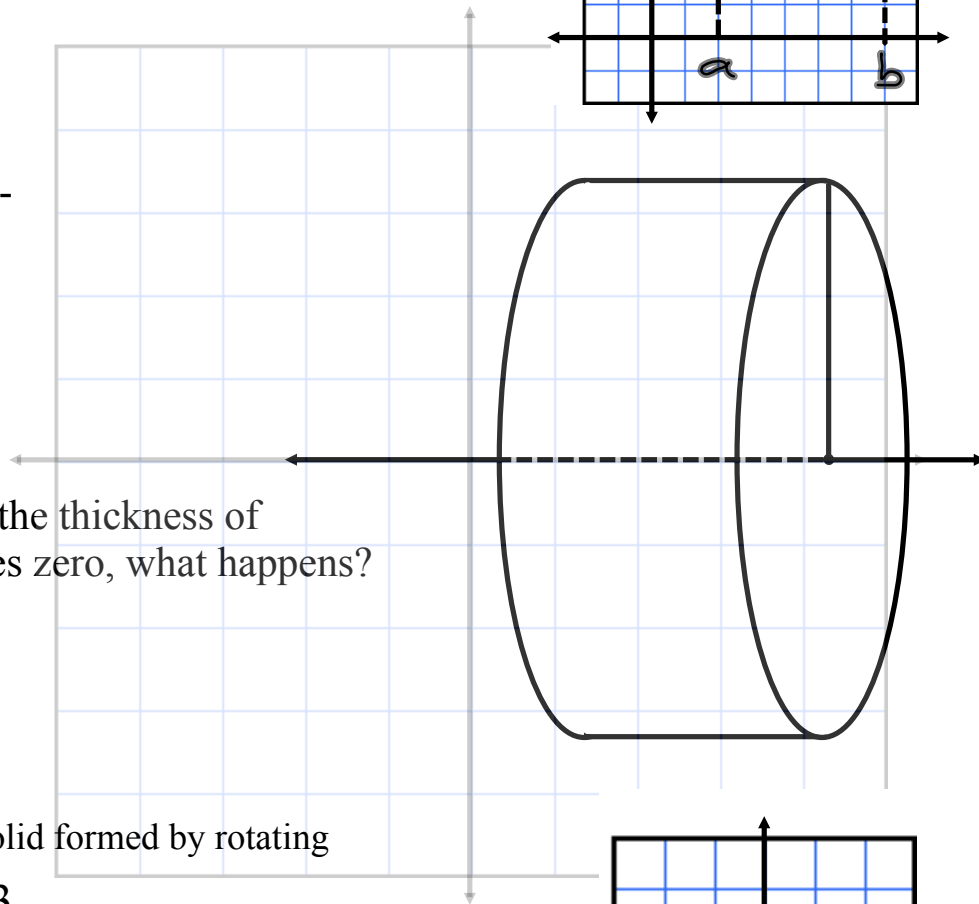 a b
-
the thickness of
es zero, what happens?
olid formed by rotating